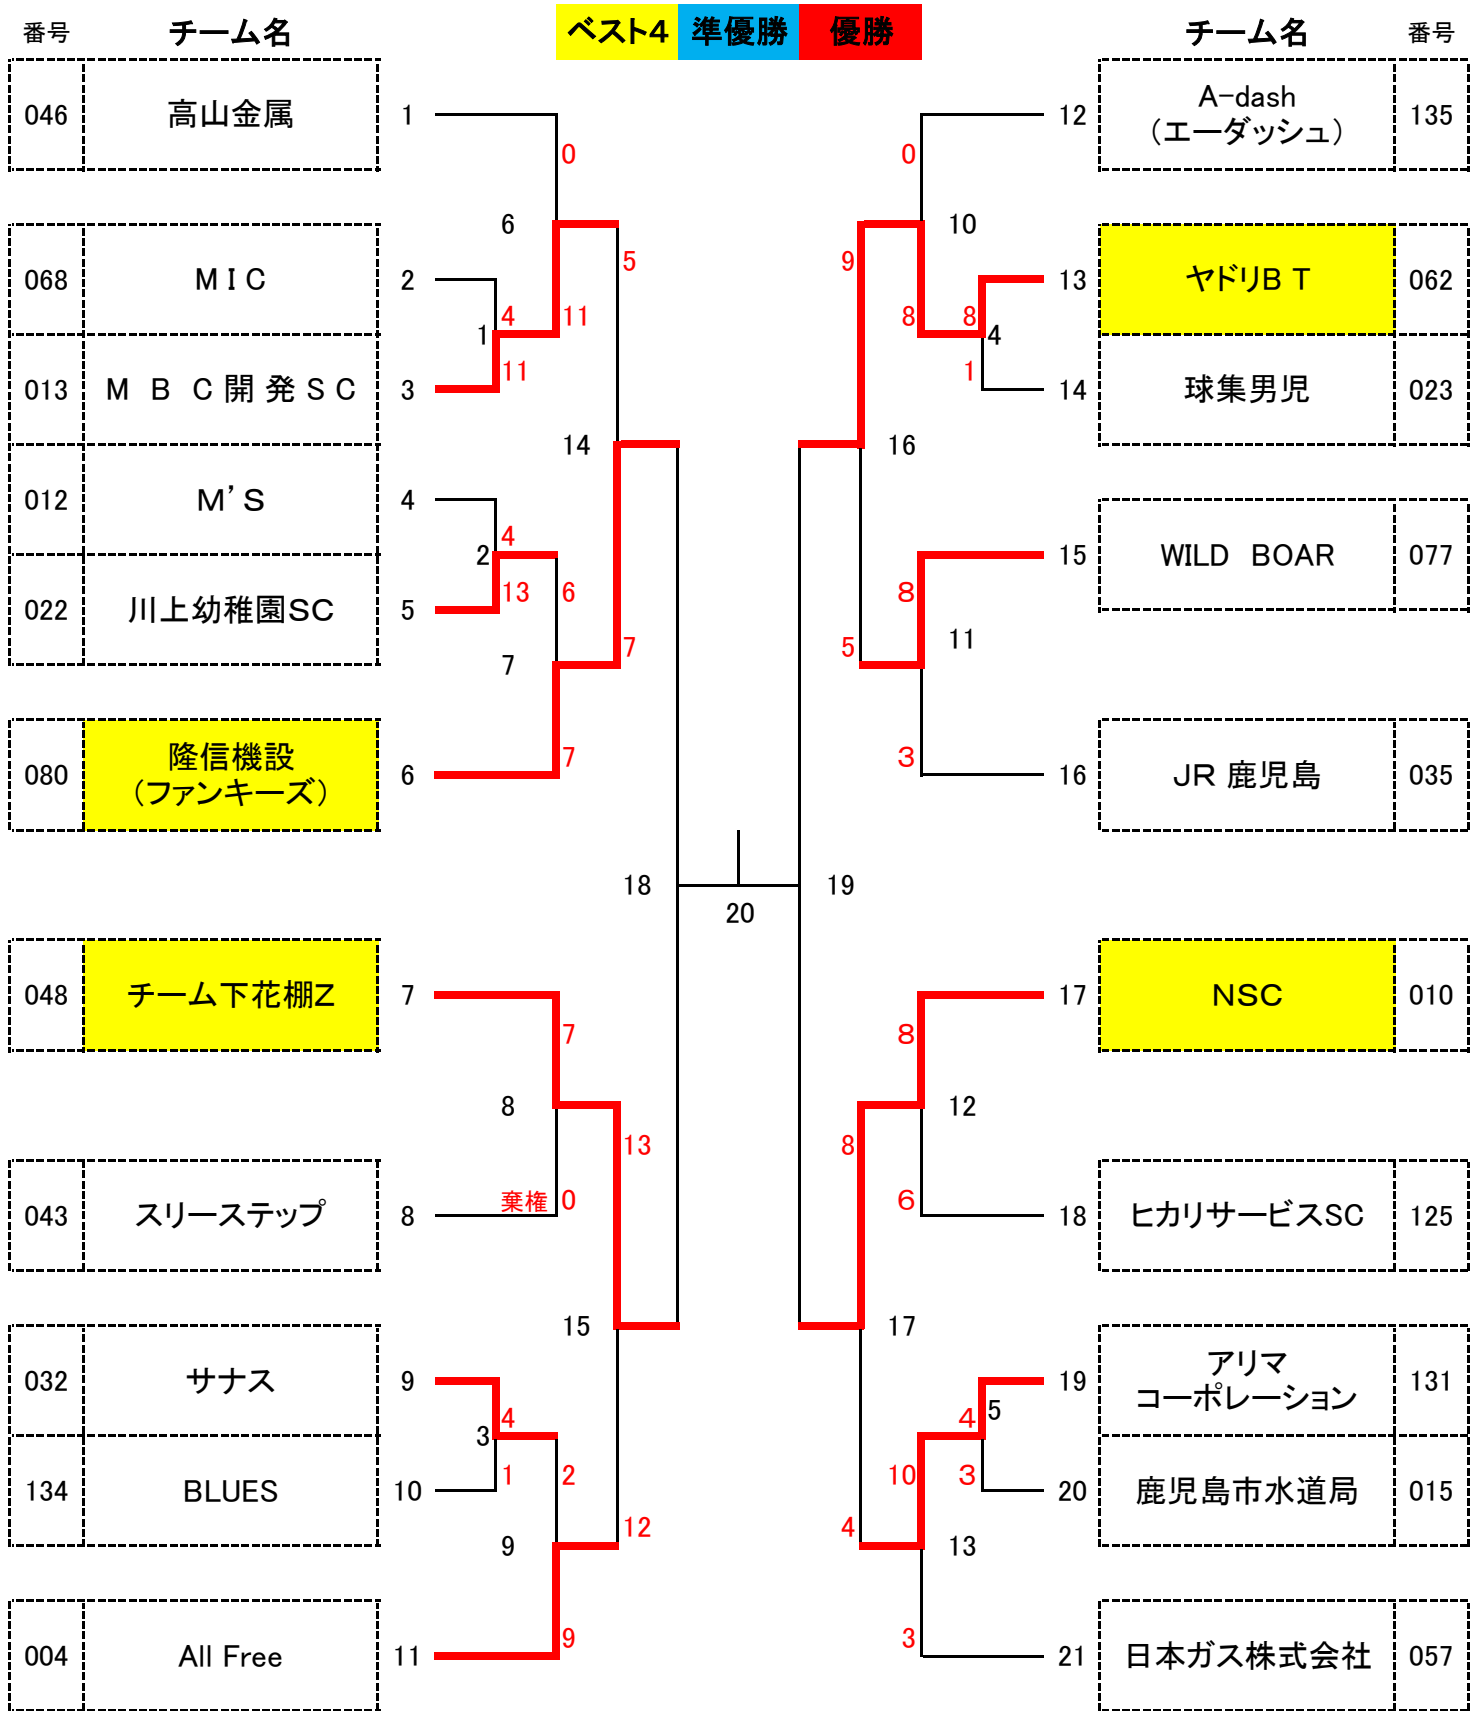 番号 チーム名 ベスト4 準優勝 優勝 チーム名 番号
046 高山金属 1
0
6
5
068 ＭＩＣ 2
4
1
11
013 Ｍ Ｂ Ｃ開 発ＳＣ 3
11
14
012 Ｍ’Ｓ 4
4
2
022 川上幼稚園SC 5
13
6
7
7
080 隆信機設
（ファンキーズ） 6
7
18
20
048 チーム下花棚Z 7
7
8
13
043 スリーステップ 8
棄権 0
15
032 サナス 9
4
3
134 BLUES 10
1
2
12
9
004 All Free 11
9
12 A-dash
（エーダッシュ） 135
0
10
9
13 ヤドリＢＴ 062
8
8
4
1
14 球集男児 023
16
15 WILD BOAR 077
8
5
11
3
16 JR 鹿児島 035
19
17 NSC 010
8
12
8
6
18 ヒカリサービスSC 125
17
19 アリマ
コーポレーション 131
4
5
10
3
20 鹿児島市水道局 015
4
13
3
21 日本ガス株式会社 057